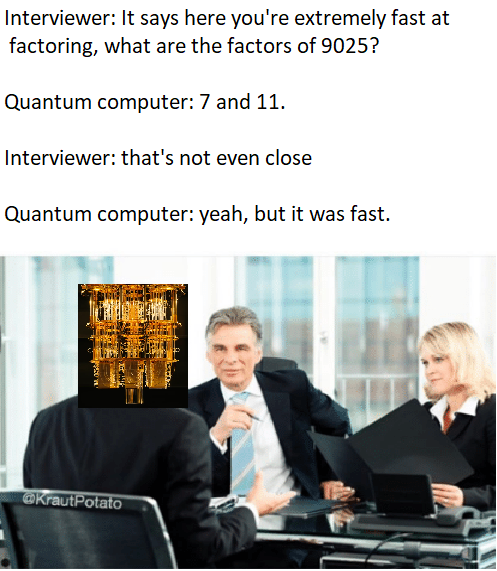 Interviewer: It says here you're extremely fast at
factoring, what are the factors of 9025?
Quantum computer: 7 and 11.
Interviewer: that's not even close
Quantum computer: yeah, but it was fast.
@KrautPotato